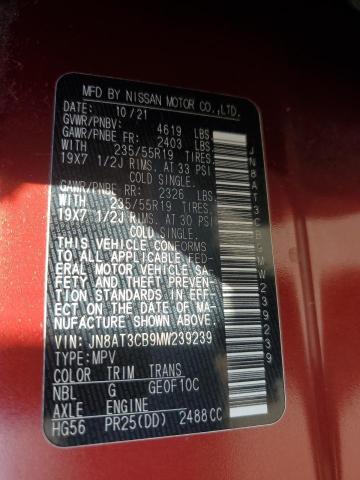 MFD BY NISSAN MOTOR CO.,LTD.
DATE: 10/21
GVWR/PNBV: 4619 LBS
GAWR/PNBE FR: 2403 LBS
WITH 235/55R19 TIRES,
19X7 1/2J RIMS, AT 33 PSI
COLD SINGLE.
GAWR/PNBE RR: 2326 LBS
WITH 235/55R19 TIRES,
19X7 1/2J RIMS, AT 30 PSI
COLD SINGLE.
THIS VEHICLE CONFORMS
TO ALL APPLICABLE FED-
ERAL MOTOR VEHICLE SA-
FETY AND THEFT PREVEN-
TION STANDARDS IN EFF-
ECT ON THE DATE OF MA-
NUFACTURE SHOWN ABOVE.
VIN: JN8AT3CB9MW239239
TYPE: MPV
COLOR TRIM TRANS
NBL G GE0F10C
AXLE ENGINE
HG56 PR25(DD) 2488CC
JN8AT3CB9MW239239